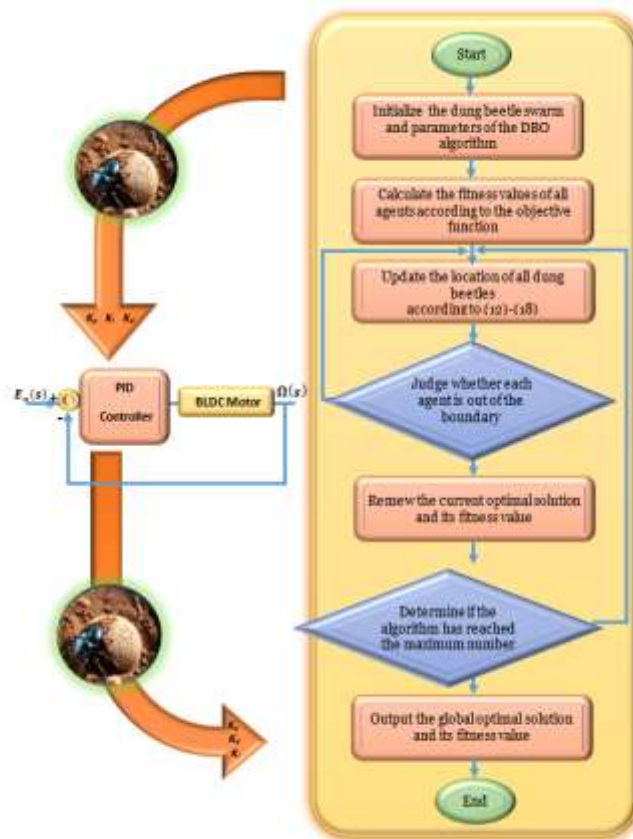 Start
Initialize the dung beetle swarm
and parameters of the DBO
algorithm
Calculate the fitness values of all
agents according to the objective
function
Update the location of all dung
beetles
according to (12)-(18)
Judge whether each
agent is out of the
boundary
Renew the current optimal solution
and its fitness value
Determine if the
algorithm has reached
the maximum number
Output the global optimal solution
and its fitness value
End
+
-
PID
Controller
BLDC Motor
Ω(s)